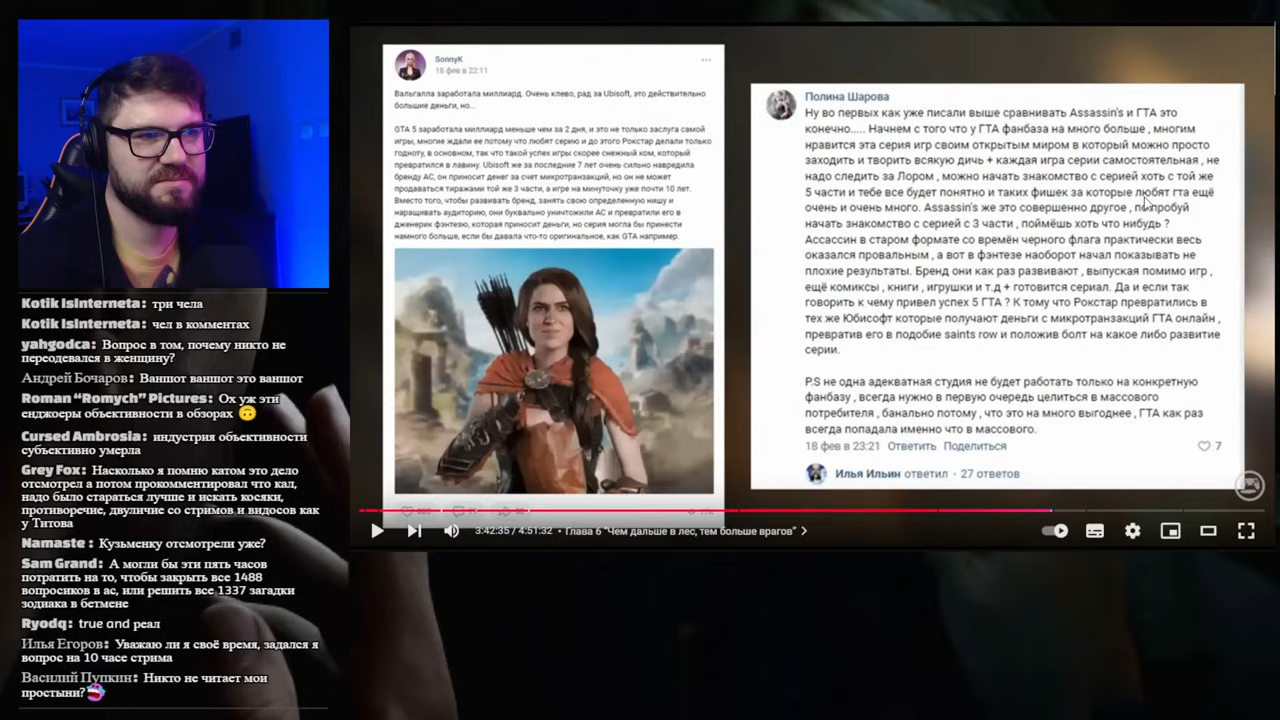 Kotik IsInterneta: три чела
Kotik IsInterneta: чел в комментах
yahgodca: Вопрос в том, почему никто не
переодевался в женщину?
Андрей Бочаров: Ваншот ваншот это ваншот
Roman “Romych” Pictures: Ох уж эти
енджоеры объективности в обзорах 🙃
Cursed Ambrosia: индустрия объективности
субъективно умерла
Grey Fox: Насколько я помню катом это дело
отсмотрел а потом прокомментировал что кал,
надо было стараться лучше и искать косяки,
противоречие, двуличие со стримов и видосов как
у Титова
Namaste : Кузьменку отсмотрели уже?
Sam Grand: А могли бы эти пять часов
потратить на то, чтобы закрыть все 1488
вопросиков в ас, или решить все 1337 загадки
зодиака в бетмене
Ryodq: true and реал
Илья Егоров: Уважаю ли я своё время, задался я
вопрос на 10 часе стрима
Василий Пупкин: Никто не читает мои
простыни?
SonnyK
18 фев в 22:11
Вальгалла заработала миллиард. Очень клево, рад за Ubisoft, это действительно
большие деньги, но...
GTA 5 заработала миллиард меньше чем за 2 дня, и это не только заслуга самой
игры, многие ждали ее потому что любят серию и до этого Рокстар делали только
годноту, в основном, так что такой успех игры скорее снежный ком, который
превратился в лавину. Ubisoft же за последние 7 лет очень сильно навредила
бренду АС, он приносит денег за счет микротранзакций, но он не может
продаваться тиражами той же 3 части, а игре на минуточку уже почти 10 лет.
Вместо того, чтобы развивать бренд, занять свою определенную нишу и
наращивать аудиторию, они буквально уничтожили АС и превратили его в
дженерик фэнтезю, которая приносит деньги, но серия могла бы принести
намного больше, если бы давала что-то оригинальное, как GTA например.
Полина Шарова
Ну во первых как уже писали выше сравнивать Assassin's и ГТА это
конечно..... Начнем с того что у ГТА фанбаза на много больше , многим
нравится эта серия игр своим открытым миром в который можно просто
заходить и творить всякую дичь + каждая игра серии самостоятельная , не
надо следить за Лором , можно начать знакомство с серией хоть с той же
5 части и тебе все будет понятно и таких фишек за которые любят гта ещё
очень и очень много. Assassin's же это совершенно другое , попробуй
начать знакомство с серией с 3 части , поймёшь хоть что нибудь ?
Ассассин в старом формате со времён черного флага практически весь
оказался провальным , а вот в фэнтезе наоборот начал показывать не
плохие результаты. Бренд они как раз развивают , выпуская помимо игр ,
ещё комиксы , книги , игрушки и т.д + готовится сериал. Да и если так
говорить к чему привел успех 5 ГТА ? К тому что Рокстар превратились в
тех же Юбисофт которые получают деньги с микротранзакций ГТА онлайн ,
превратив его в подобие saints row и положив болт на какое либо развитие
серии.
P.S не одна адекватная студия не будет работать только на конкретную
фанбазу , всегда нужно в первую очередь целиться в массового
потребителя , банально потому , что это на много выгоднее , ГТА как раз
всегда попадала именно что в массового.
18 фев в 23:21 Ответить Поделиться 7
Илья Ильин ответил · 27 ответов
3:42:35 / 4:51:32 • Глава 6 "Чем дальше в лес, тем больше врагов"